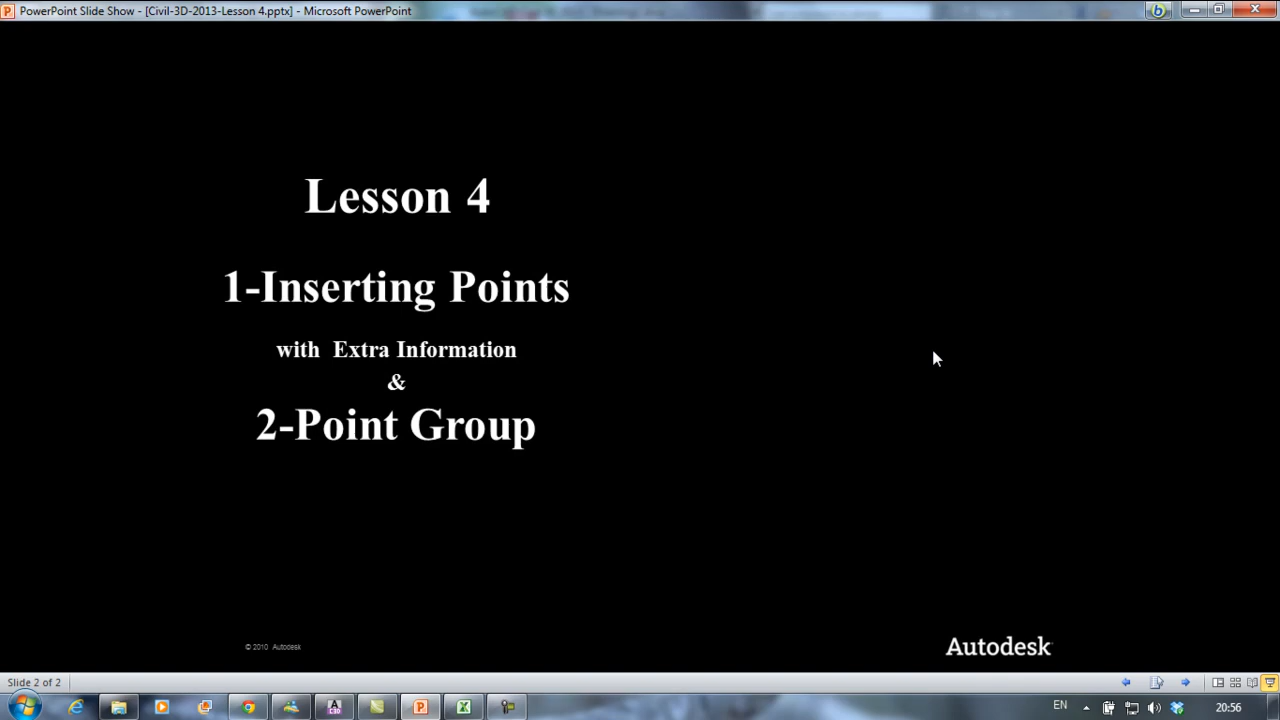 PowerPoint Slide Show - [Civil-3D-2013-Lesson 4.pptx] - Microsoft PowerPoint
Lesson 4
1-Inserting Points
with Extra Information
&
2-Point Group
© 2010 Autodesk
Autodesk
Slide 2 of 2
EN
20:56